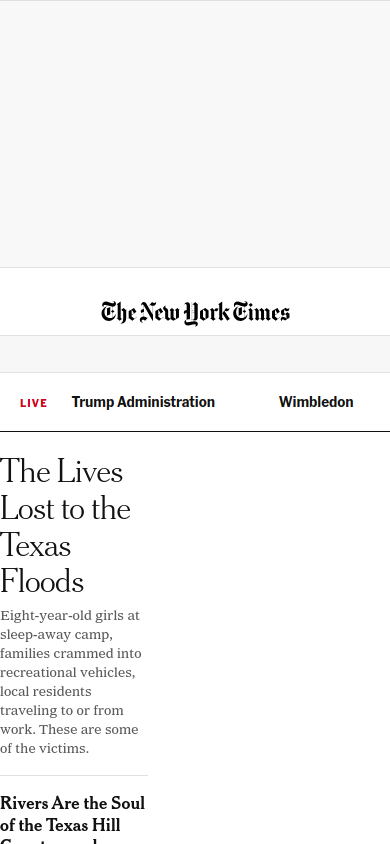 The New York Times
LIVE Trump Administration Wimbledon
The Lives
Lost to the
Texas
Floods
Eight-year-old girls at
sleep-away camp,
families crammed into
recreational vehicles,
local residents
traveling to or from
work. These are some
of the victims.
Rivers Are the Soul
of the Texas Hill